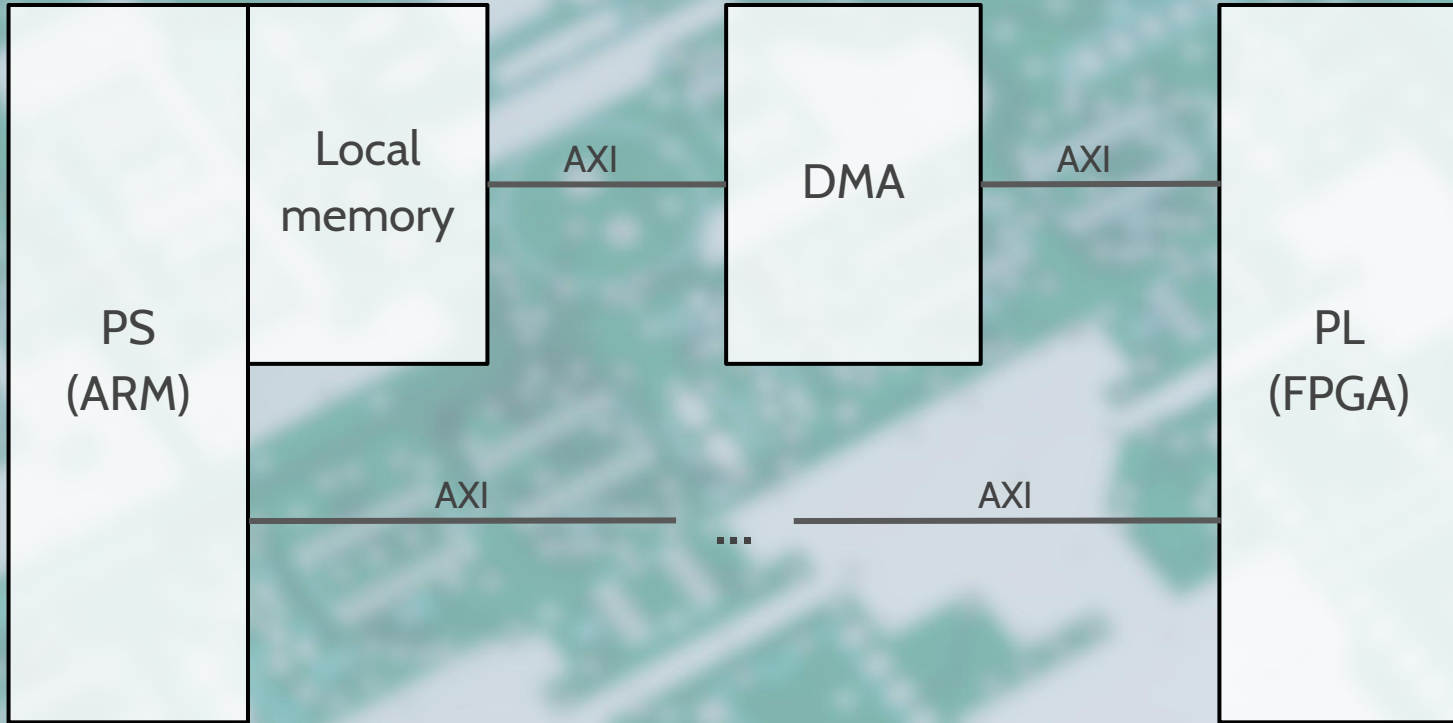 Local
memory
AXI
DMA
AXI
PS
(ARM)
PL
(FPGA)
AXI
...
AXI